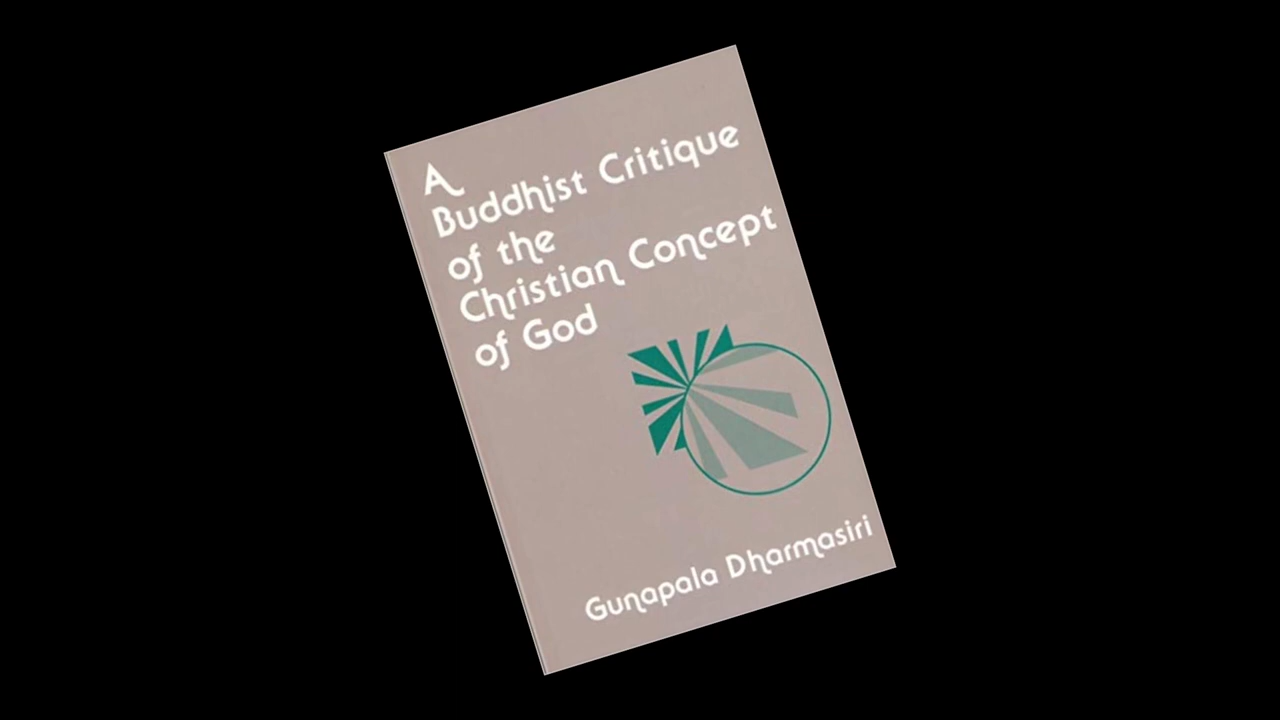 A
Buddhist Critique
of the
Christian Concept
of God
Gunapala Dharmasiri